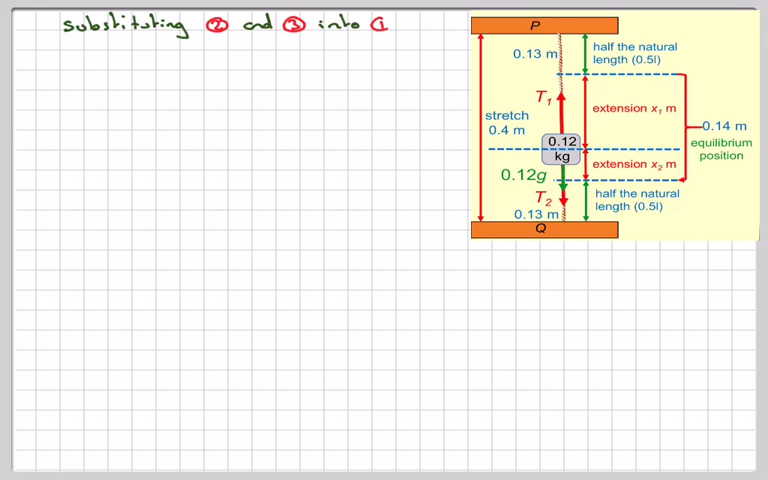 substituting ② and ③ into ①
P
0.13 m
half the natural
length (0.5l)
T₁
extension x₁ m
stretch
0.4 m
0.14 m
equilibrium
position
0.12
kg
extension x₂ m
0.12g
T₂
half the natural
length (0.5l)
0.13 m
Q